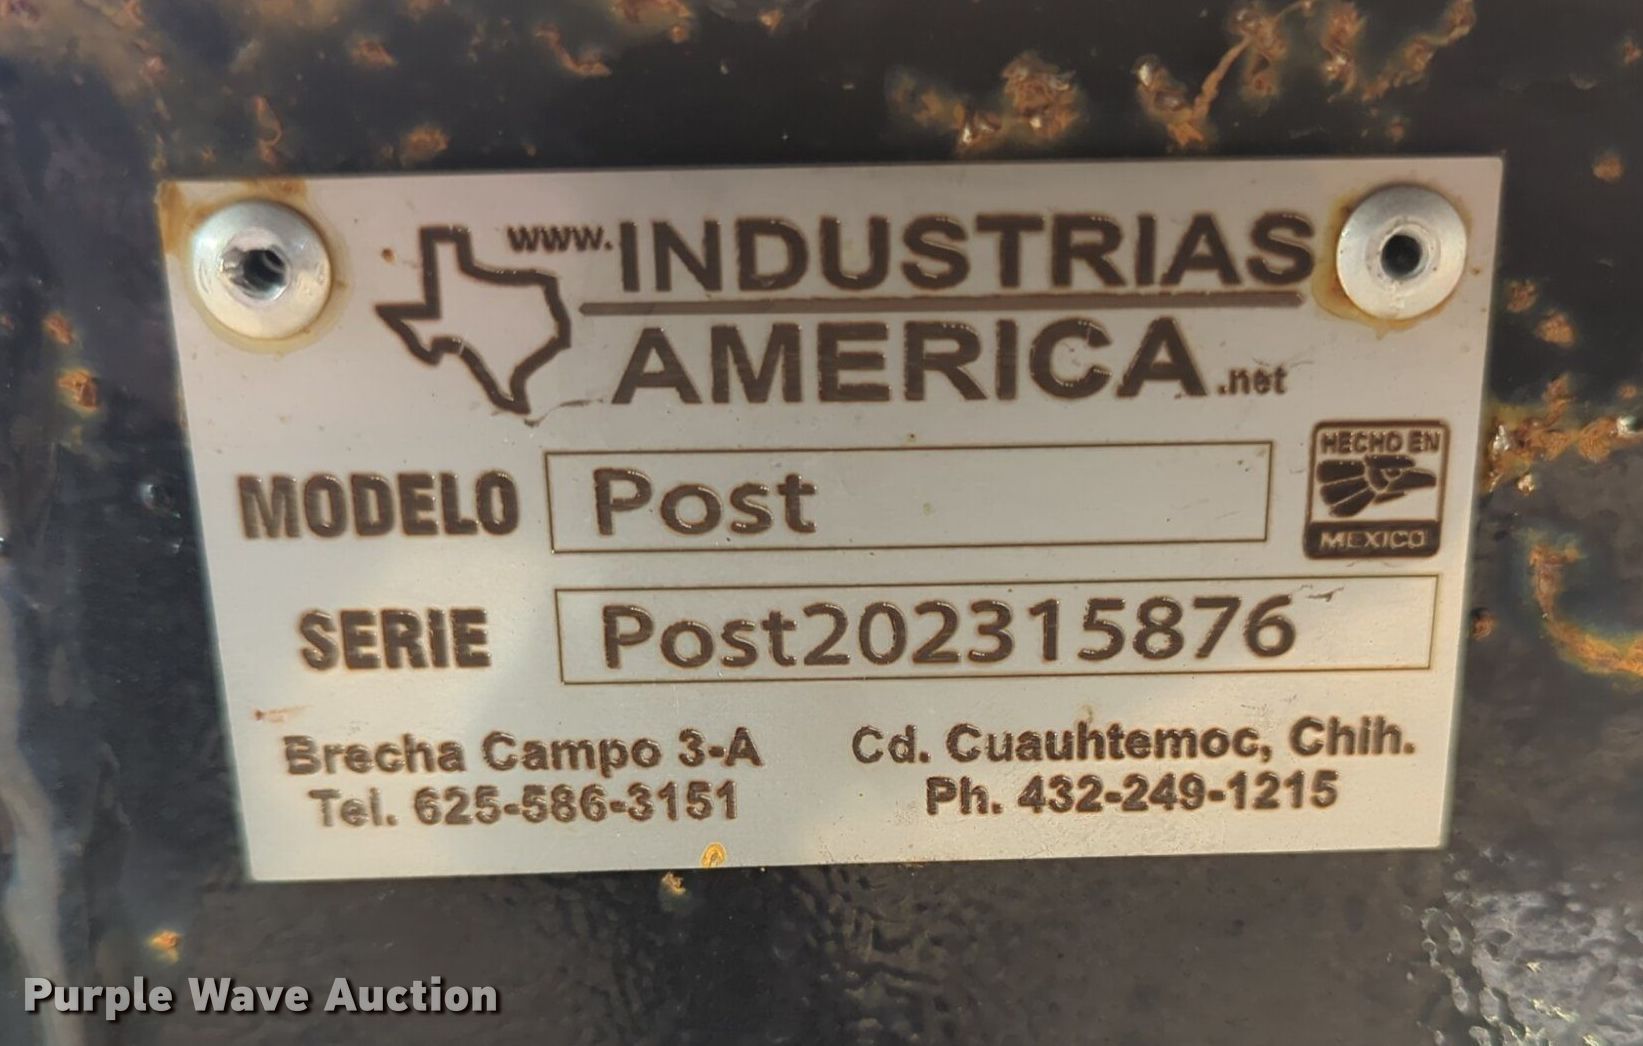 www.INDUSTRIAS
AMERICA.net
MODELO Post
HECHO EN
MEXICO
SERIE Post202315876
Brecha Campo 3-A Cd. Cuauhtemoc, Chih.
Tel. 625-586-3151 Ph. 432-249-1215
Purple Wave Auction